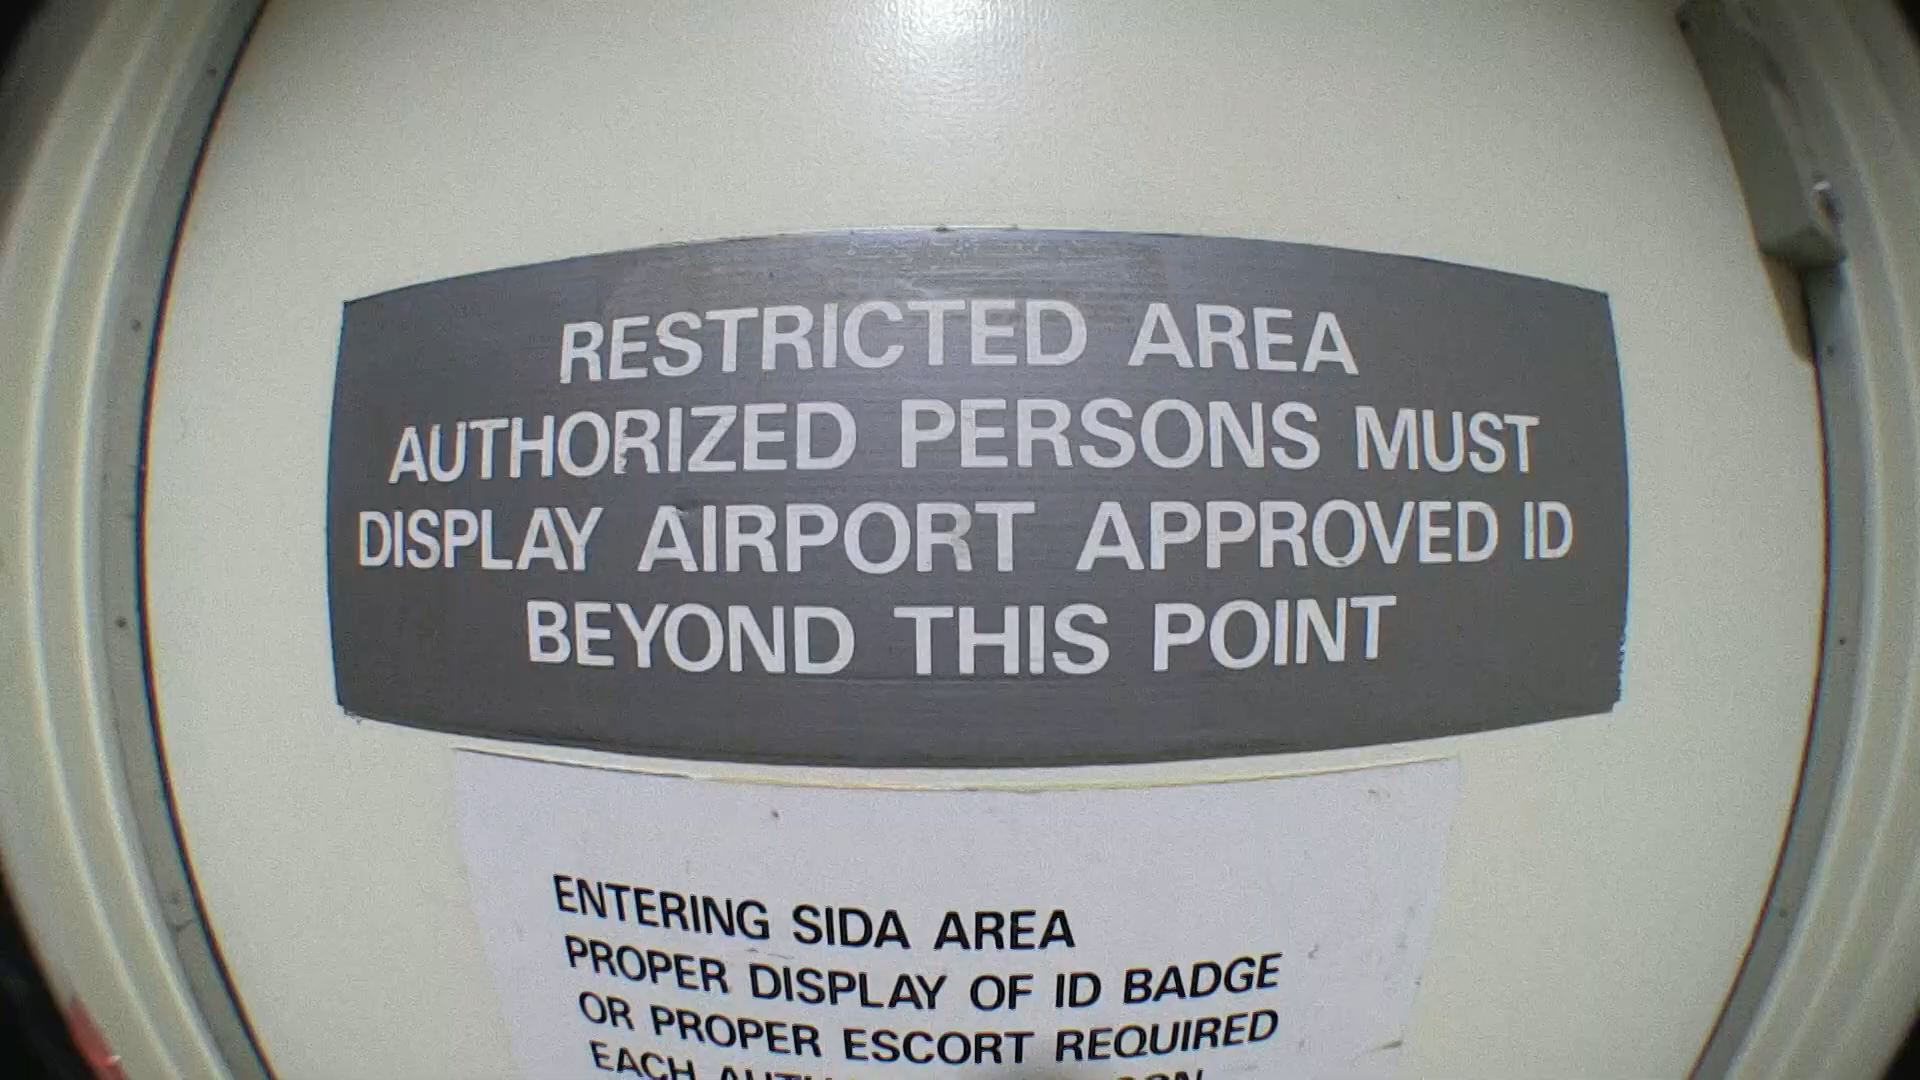 RESTRICTED AREA
AUTHORIZED PERSONS MUST
DISPLAY AIRPORT APPROVED ID
BEYOND THIS POINT
ENTERING SIDA AREA
PROPER DISPLAY OF ID BADGE
OR PROPER ESCORT REQUIRED
EACH